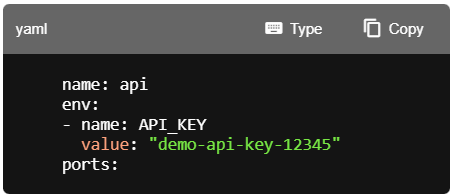 yaml Type Copy
name: api
env:
- name: API_KEY
  value: "demo-api-key-12345"
ports: